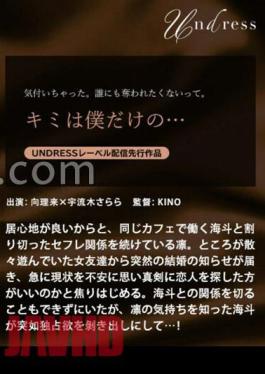 Undress
気付いちゃった。誰にも奪われたくないって。
キミは僕だけの…
UNDRESSレーベル配信先行作品
出演：向理来×宇流木さらら　監督：KINO
居心地が良いからと、同じカフェで働く海斗と割
り切ったセフレ関係を続けている凛。ところが散
々遊んでいた女友達から突然の結婚の知らせが届
き、急に現状を不安に思い真剣に恋人を探した方
がいいのかと焦りはじめる。海斗との関係を切る
こともできずにいたが、凛の気持ちを知った海斗
が突如独占欲を剥き出しにして…！